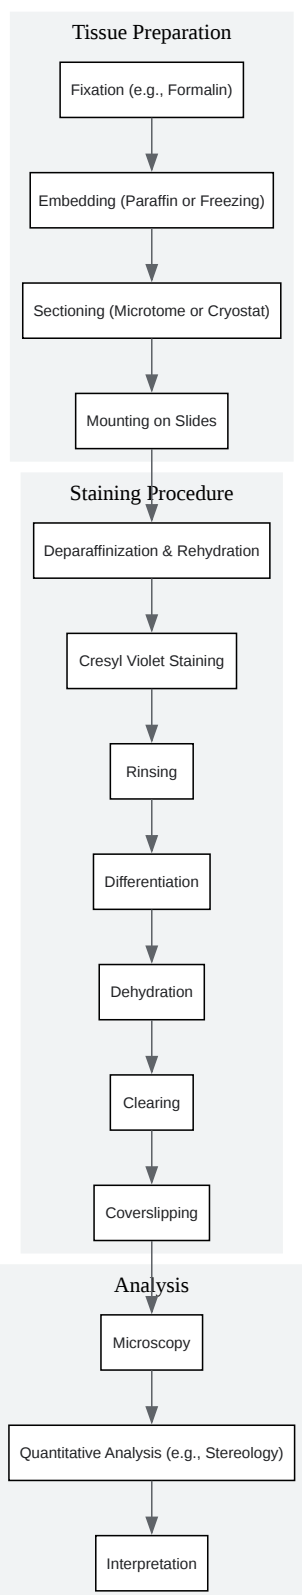 Tissue Preparation
Fixation (e.g., Formalin)
Embedding (Paraffin or Freezing)
Sectioning (Microtome or Cryostat)
Mounting on Slides
Staining Procedure
Deparaffinization & Rehydration
Cresyl Violet Staining
Rinsing
Differentiation
Dehydration
Clearing
Coverslipping
Analysis
Microscopy
Quantitative Analysis (e.g., Stereology)
Interpretation